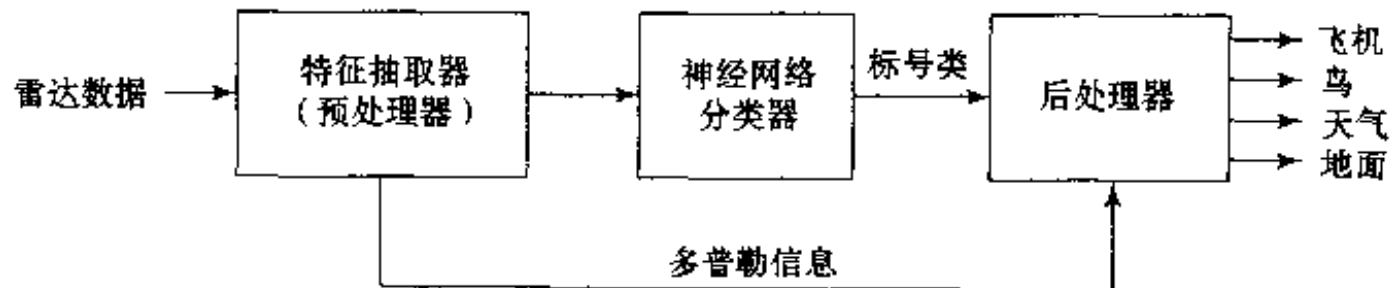 雷达数据
特征抽取器
（预处理器）
神经网络
分类器
标号类
后处理器
飞机
鸟
天气
地面
多普勒信息